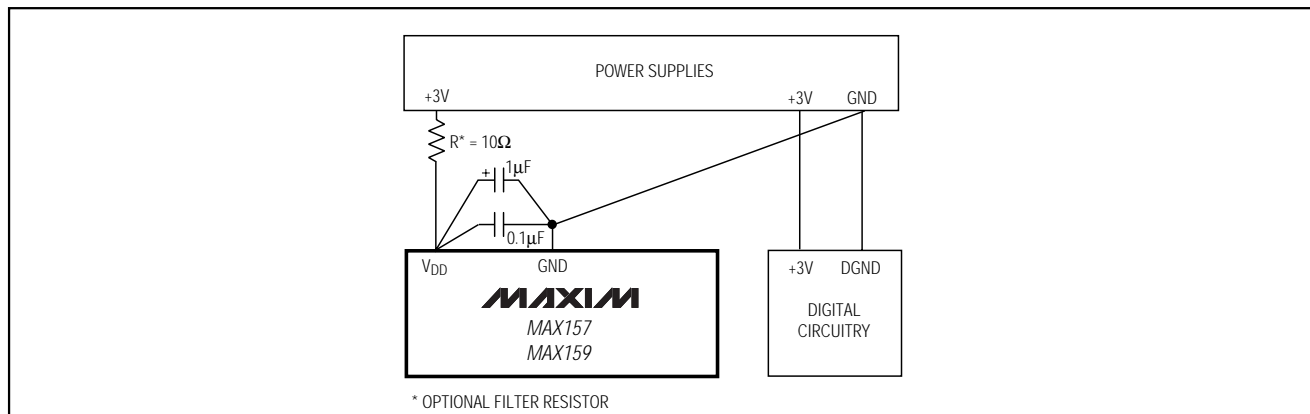 POWER SUPPLIES
+3V
+3V GND
R* = 10Ω
+ 1μF
0.1μF
VDD GND
+3V DGND
MAXIM
MAX157
MAX159
DIGITAL
CIRCUITRY
* OPTIONAL FILTER RESISTOR